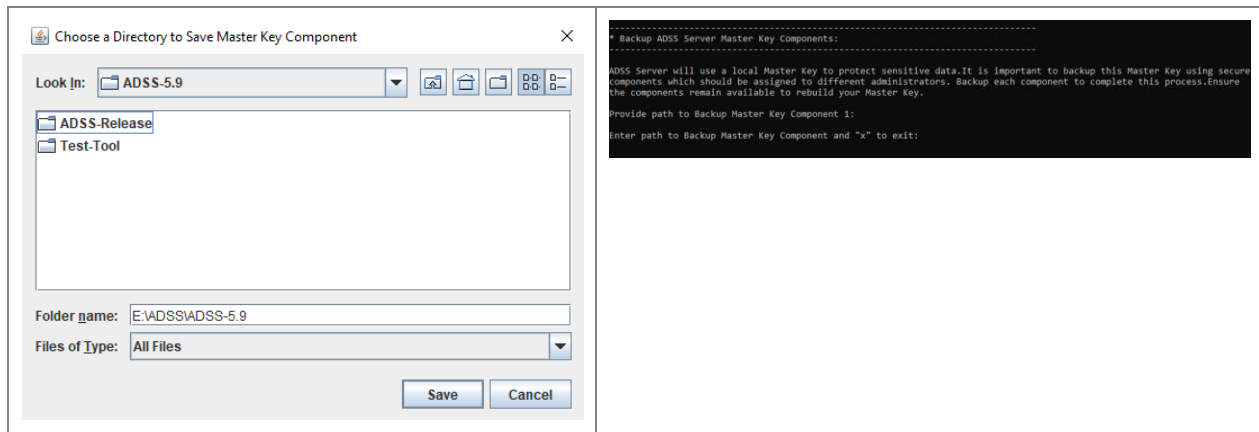 Choose a Directory to Save Master Key Component
Look In: ADSS-5.9
ADSS-Release
Test-Tool
Folder name: E:\ADSS\ADSS-5.9
Files of Type: All Files
Save Cancel
--------------------------------------------------------------------------------
* Backup ADSS Server Master Key Components:
--------------------------------------------------------------------------------
ADSS Server will use a local Master Key to protect sensitive data.It is important to backup this Master Key using secure
components which should be assigned to different administrators. Backup each component to complete this process.Ensure
the components remain available to rebuild your Master Key.
Provide path to Backup Master Key Component 1:
Enter path to Backup Master Key Component and "x" to exit: